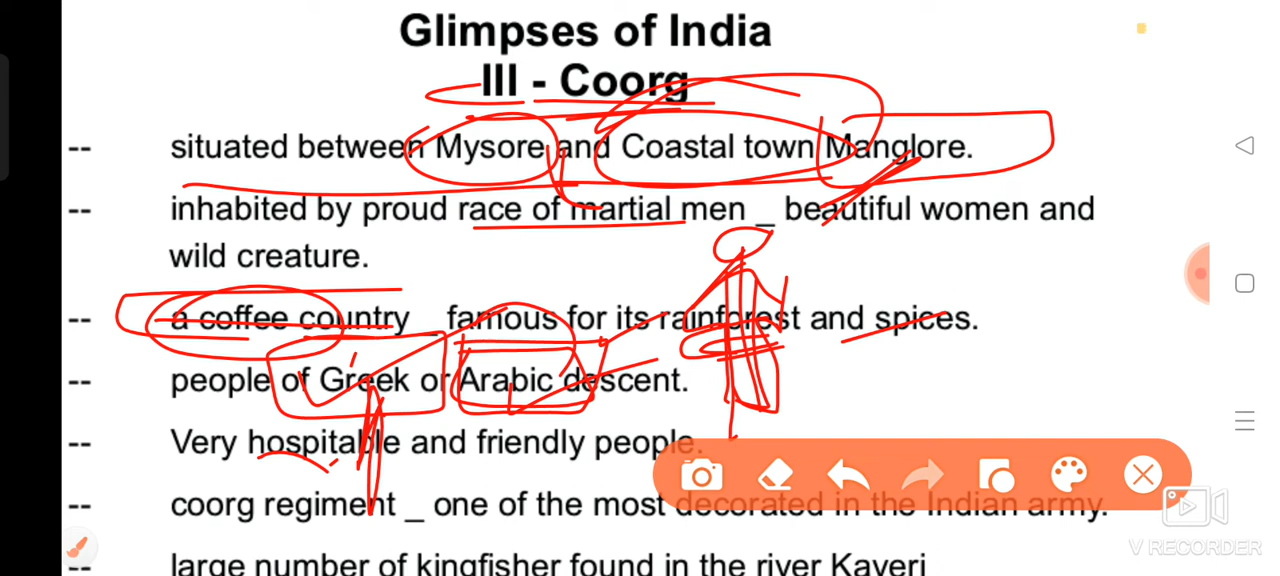 Glimpses of India
III - Coorg
-- situated between Mysore and Coastal town Manglore.
-- inhabited by proud race of martial men _ beautiful women and
wild creature.
-- a coffee country _ famous for its rainforest and spices.
-- people of Greek or Arabic descent.
-- Very hospitable and friendly people.
-- coorg regiment _ one of the most decorated in the Indian army.
-- large number of kingfisher found in the river Kaveri
V RECORDER